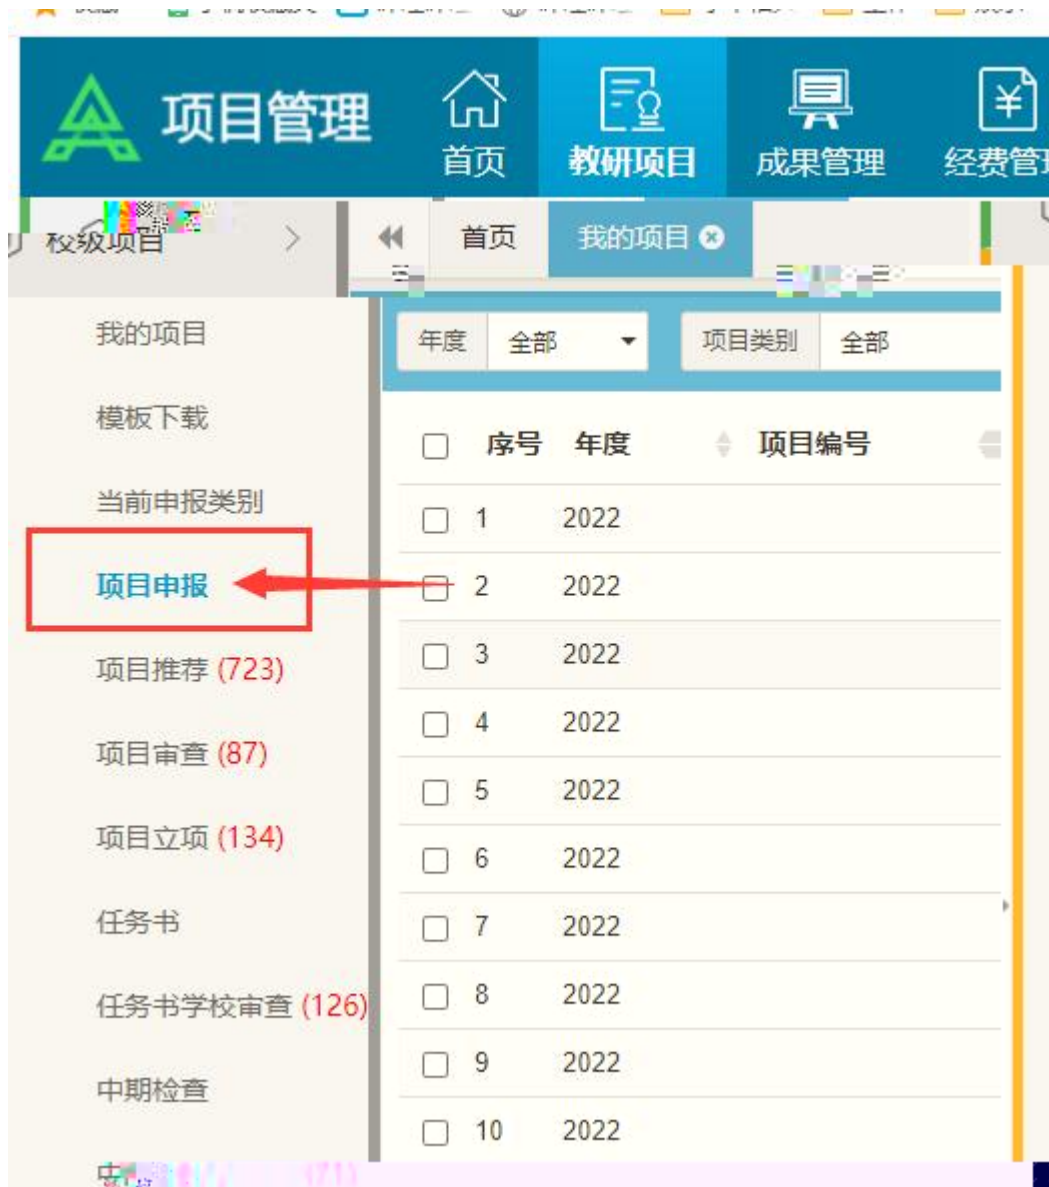 项目管理
首页
教研项目
成果管理
经费管
校级项目
首页
我的项目
我的项目
年度 全部
项目类别 全部
模板下载
序号 年度 项目编号
当前申报类别
1 2022
项目申报
2 2022
项目推荐 (723)
3 2022
4 2022
项目审查 (87)
5 2022
项目立项 (134)
6 2022
任务书
7 2022
任务书学校审查 (126)
8 2022
9 2022
中期检查
10 2022
(71)